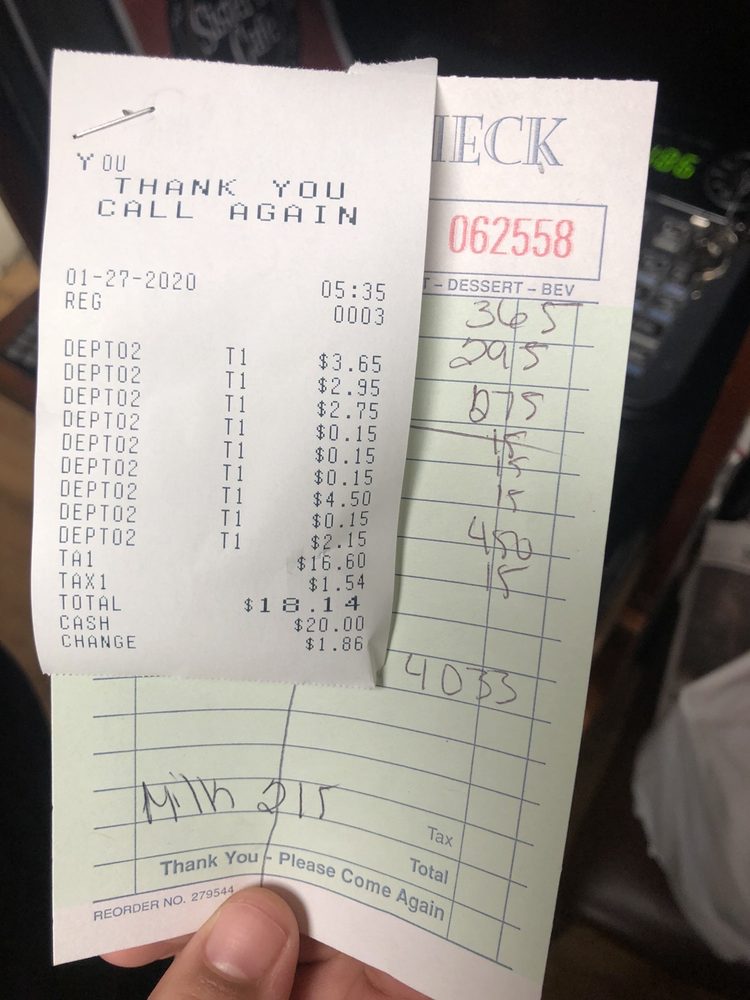 YOU
THANK YOU
CALL AGAIN
01-27-2020 05:35
REG 0003
DEPT02 T1 $3.65
DEPT02 T1 $2.95
DEPT02 T1 $2.75
DEPT02 T1 $0.15
DEPT02 T1 $0.15
DEPT02 T1 $0.15
DEPT02 T1 $4.50
DEPT02 T1 $0.15
DEPT02 T1 $2.15
TA1 $16.60
TAX1 $1.54
TOTAL $18.14
CASH $20.00
CHANGE $1.86
HECK
062558
T - DESSERT - BEV
365
295
275
15
15
15
450
15
4033
Milk 215
Tax
Total
Thank You - Please Come Again
REORDER NO. 279544